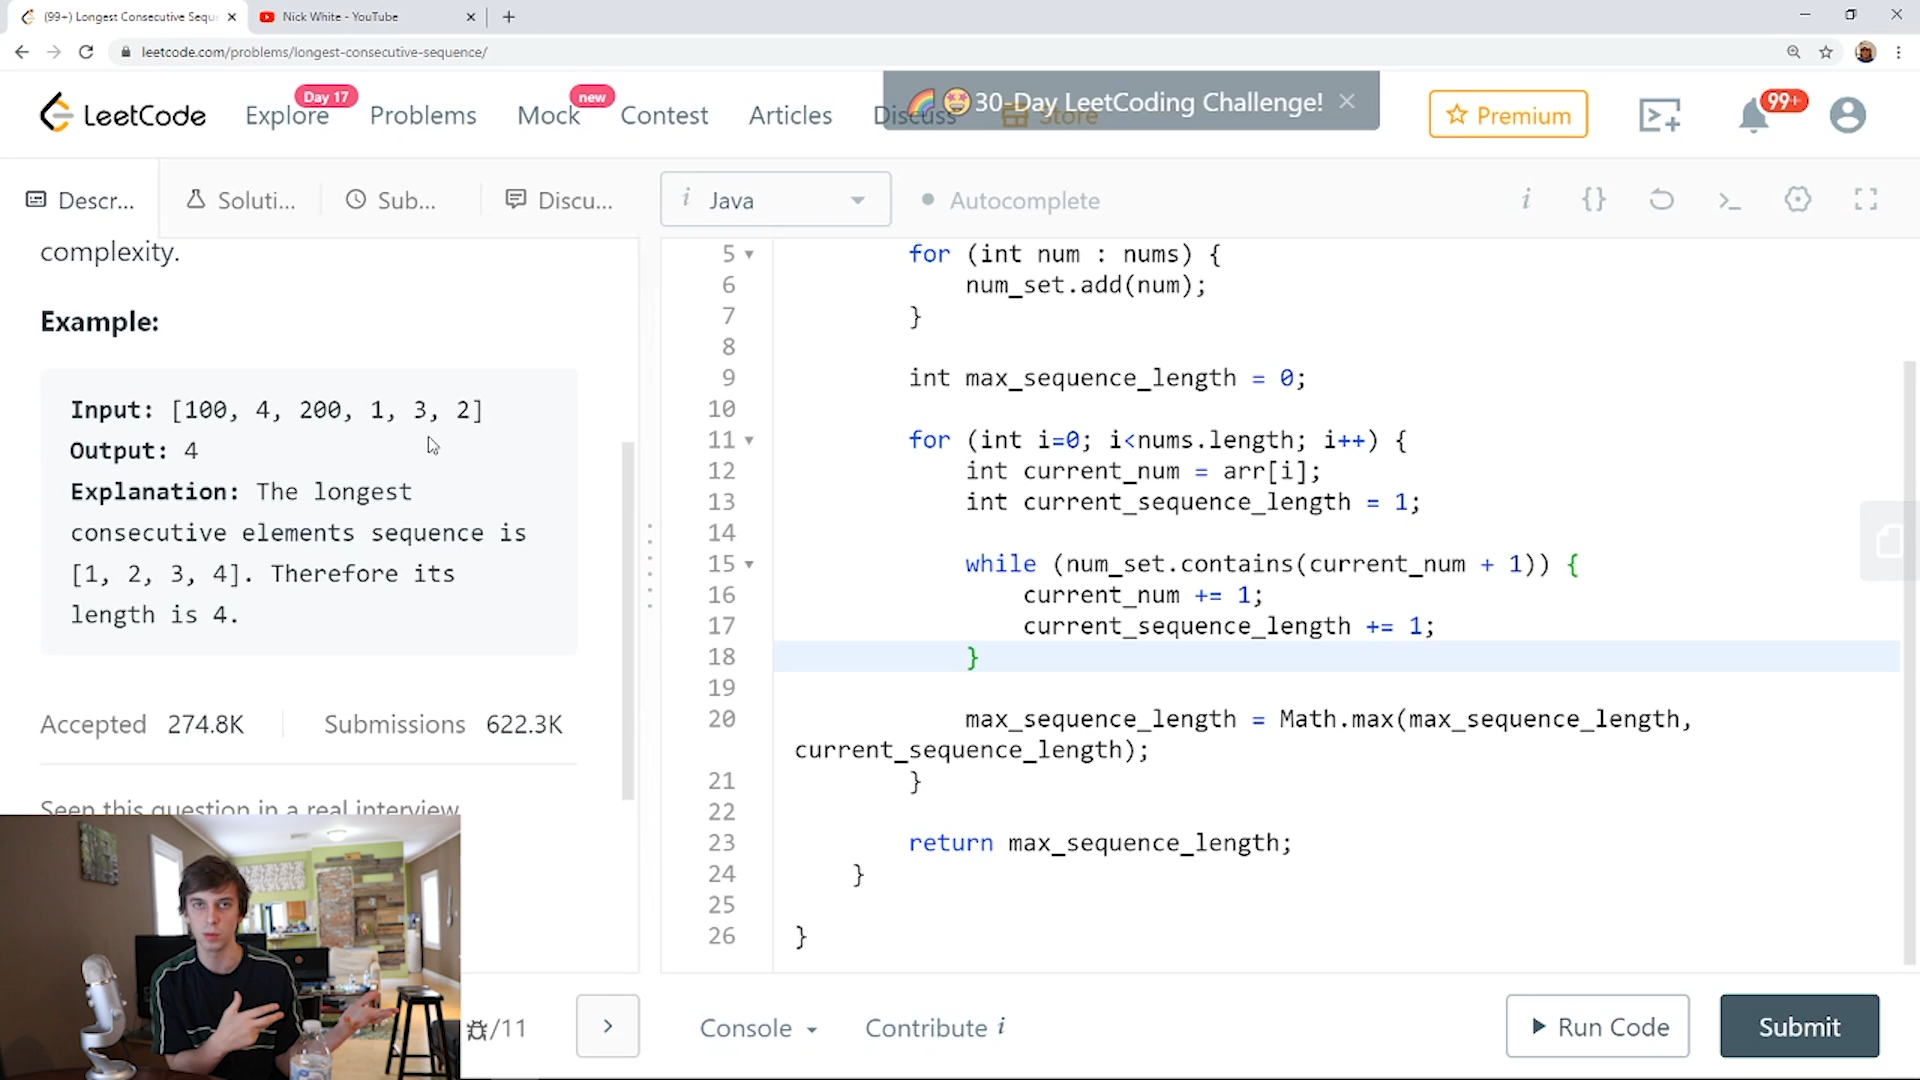 (99+) Longest Consecutive Sequ
Nick White - YouTube
leetcode.com/problems/longest-consecutive-sequence/
LeetCode
Explore
Day 17
Problems
Mock
new
Contest
Articles
Discuss
Store
30-Day LeetCoding Challenge!
Premium
99+
Descr...
Soluti...
Sub...
Discu...
i Java
Autocomplete
complexity.
Example:
Input: [100, 4, 200, 1, 3, 2]
Output: 4
Explanation: The longest
consecutive elements sequence is
[1, 2, 3, 4]. Therefore its
length is 4.
Accepted 274.8K
Submissions 622.3K
Seen this question in a real interview
5 for (int num : nums) {
6 num_set.add(num);
7 }
8
9 int max_sequence_length = 0;
10
11 for (int i=0; i<nums.length; i++) {
12 int current_num = arr[i];
13 int current_sequence_length = 1;
14
15 while (num_set.contains(current_num + 1)) {
16 current_num += 1;
17 current_sequence_length += 1;
18 }
19
20 max_sequence_length = Math.max(max_sequence_length,
current_sequence_length);
21 }
22
23 return max_sequence_length;
24 }
25
26 }
/11
Console
Contribute i
Run Code
Submit